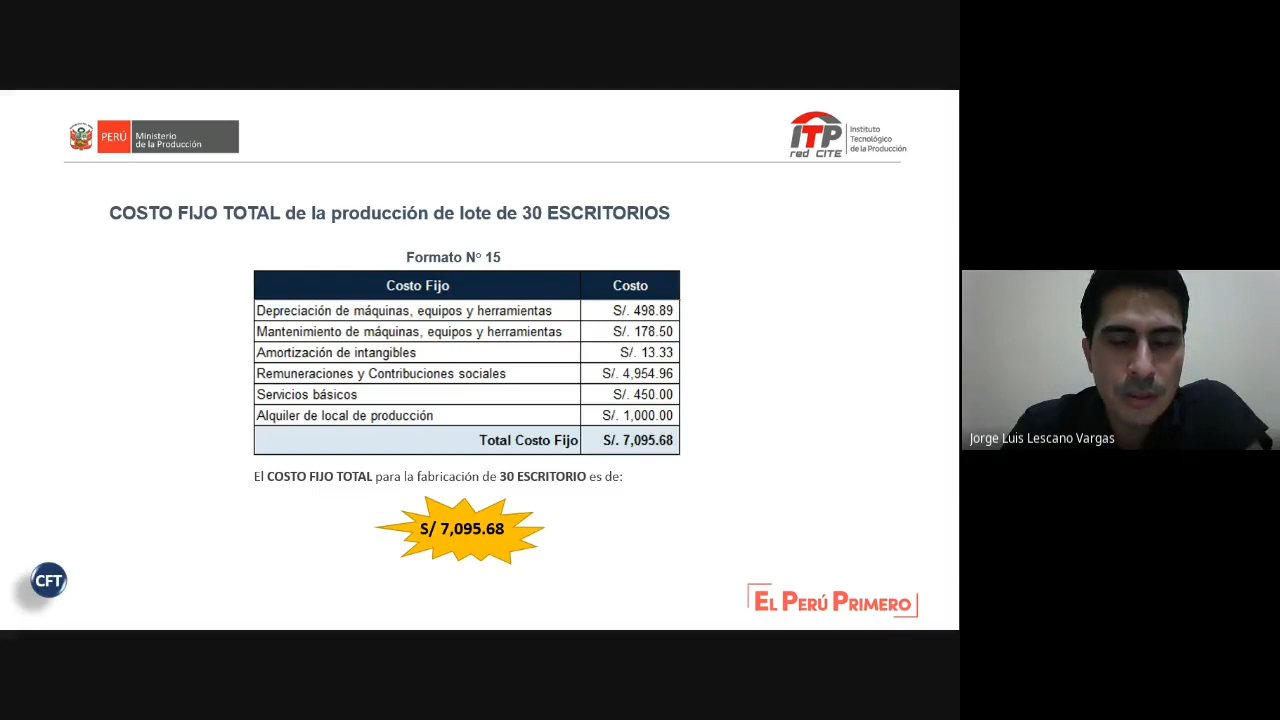 PERÚ
Ministerio
de la Producción
ITP
red CITE
Instituto
Tecnológico
de la Producción
COSTO FIJO TOTAL de la producción de lote de 30 ESCRITORIOS
Formato N° 15
Costo Fijo Costo
Depreciación de máquinas, equipos y herramientas S/. 498.89
Mantenimiento de máquinas, equipos y herramientas S/. 178.50
Amortización de intangibles S/. 13.33
Remuneraciones y Contribuciones sociales S/. 4,954.96
Servicios básicos S/. 450.00
Alquiler de local de producción S/. 1,000.00
Total Costo Fijo S/. 7,095.68
El COSTO FIJO TOTAL para la fabricación de 30 ESCRITORIO es de:
S/ 7,095.68
CFT
EL PERÚ PRIMERO
Jorge Luis Lescano Vargas